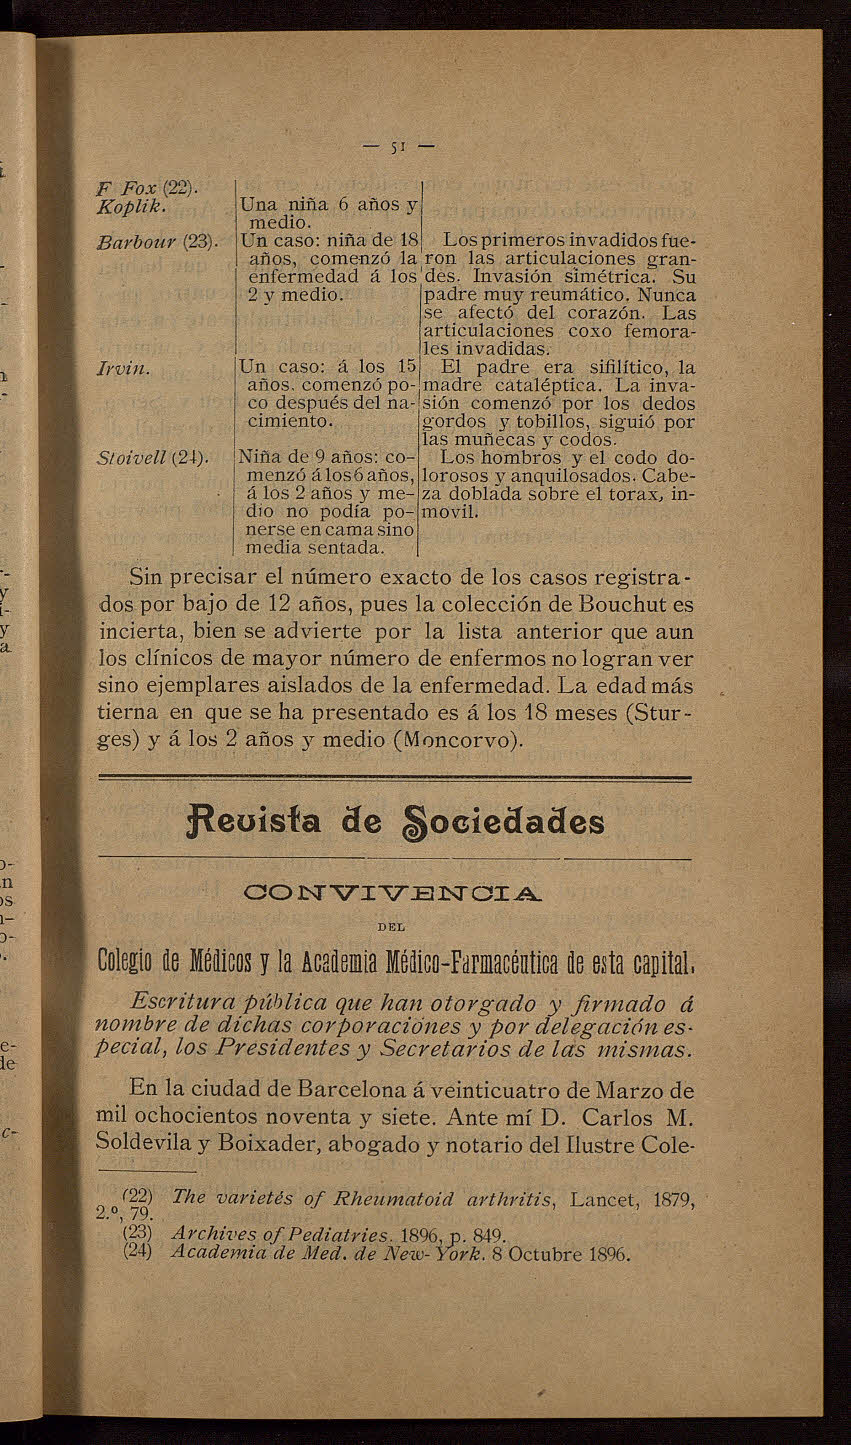 — 51 —
F Fox (22).
Koplik.
Una niña 6 años y
medio.
Barbour (23).
Un caso: niña de 18
años, comenzó la
enfermedad á los
2 y medio.
Los primeros invadidos fue-
ron las articulaciones gran-
des. Invasión simétrica. Su
padre muy reumático. Nunca
se afectó del corazón. Las
articulaciones coxo femora-
les invadidas.
Irvin.
Un caso: á los 15
años. comenzó po-
co después del na-
cimiento.
El padre era sifilítico, la
madre cataléptica. La inva-
sión comenzó por los dedos
gordos y tobillos, siguió por
las muñecas y codos.
Stoivell (24).
Niña de 9 años: co-
menzó á los 6 años,
á los 2 años y me-
dio no podía po-
nerse en cama sino
media sentada.
Los hombros y el codo do-
lorosos y anquilosados. Cabe-
za doblada sobre el torax, in-
movil.
Sin precisar el número exacto de los casos registra-
dos por bajo de 12 años, pues la colección de Bouchut es
incierta, bien se advierte por la lista anterior que aun
los clínicos de mayor número de enfermos no logran ver
sino ejemplares aislados de la enfermedad. La edad más
tierna en que se ha presentado es á los 18 meses (Stur-
ges) y á los 2 años y medio (Moncorvo).
Revista de Sociedades
CONVIVENCIA
DEL
Colegio de Médicos y la Academia Médico-Farmacéutica de esta capital.
Escritura pública que han otorgado y firmado á
nombre de dichas corporaciones y por delegación es-
pecial, los Presidentes y Secretarios de las mismas.
En la ciudad de Barcelona á veinticuatro de Marzo de
mil ochocientos noventa y siete. Ante mí D. Carlos M.
Soldevila y Boixader, abogado y notario del Ilustre Cole-
(22) The varietés of Rheumatoid arthritis, Lancet, 1879,
2.º, 79.
(23) Archives of Pediatries. 1896, p. 849.
(24) Academia de Med. de New-York. 8 Octubre 1896.